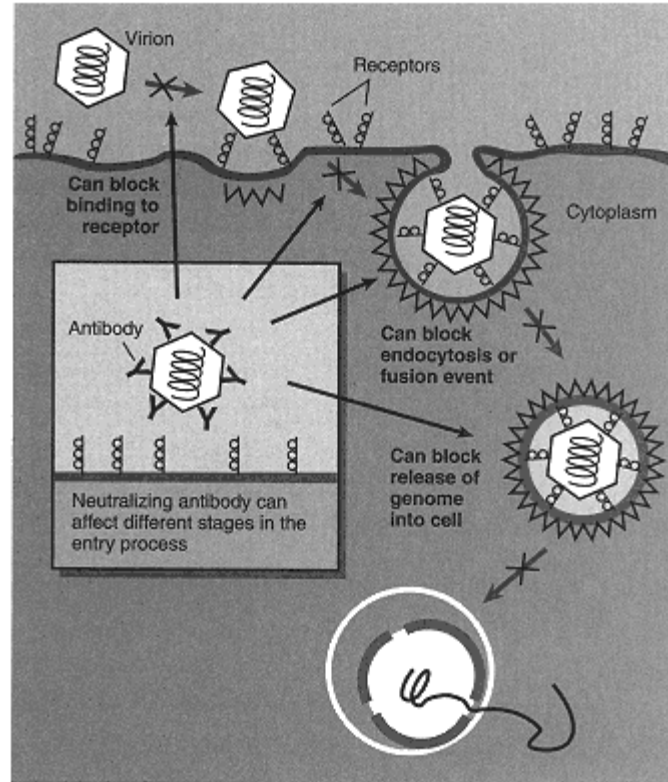 Virion
Receptors
Can block
binding to
receptor
Cytoplasm
Antibody
Can block
endocytosis or
fusion event
Can block
release of
genome
into cell
Neutralizing antibody can
affect different stages in the
entry process